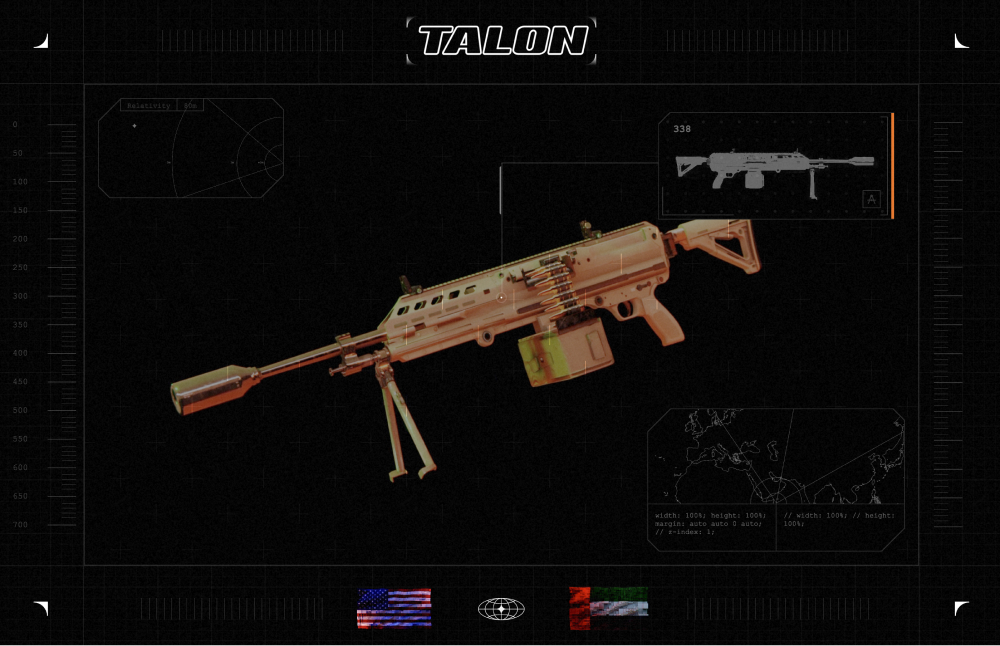 TALON
Relativity 80m
338
0
50
100
150
200
250
300
350
400
450
500
550
600
650
700
width: 100%; height: 100%;
margin: auto auto 0 auto;
// z-index: 1;
// width: 100%; // height:
100%;